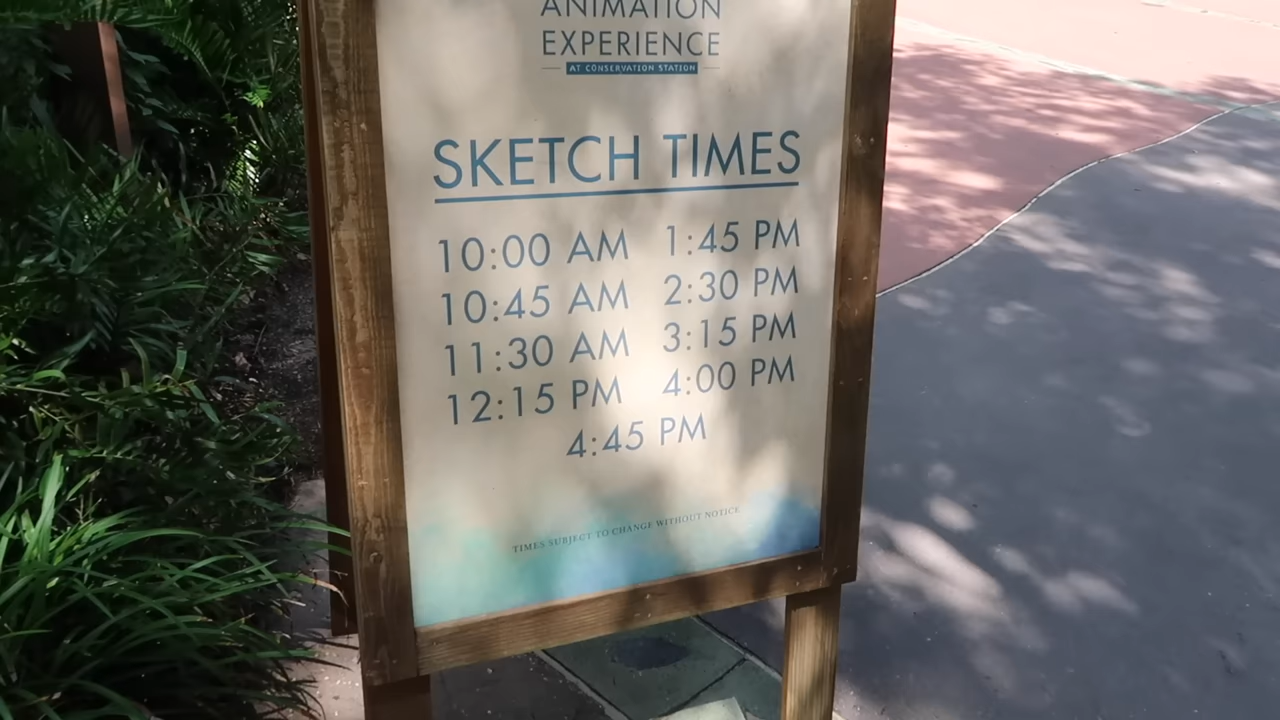 ANIMATION
EXPERIENCE
AT CONSERVATION STATION
SKETCH TIMES
10:00 AM 1:45 PM
10:45 AM 2:30 PM
11:30 AM 3:15 PM
12:15 PM 4:00 PM
4:45 PM
TIMES SUBJECT TO CHANGE WITHOUT NOTICE